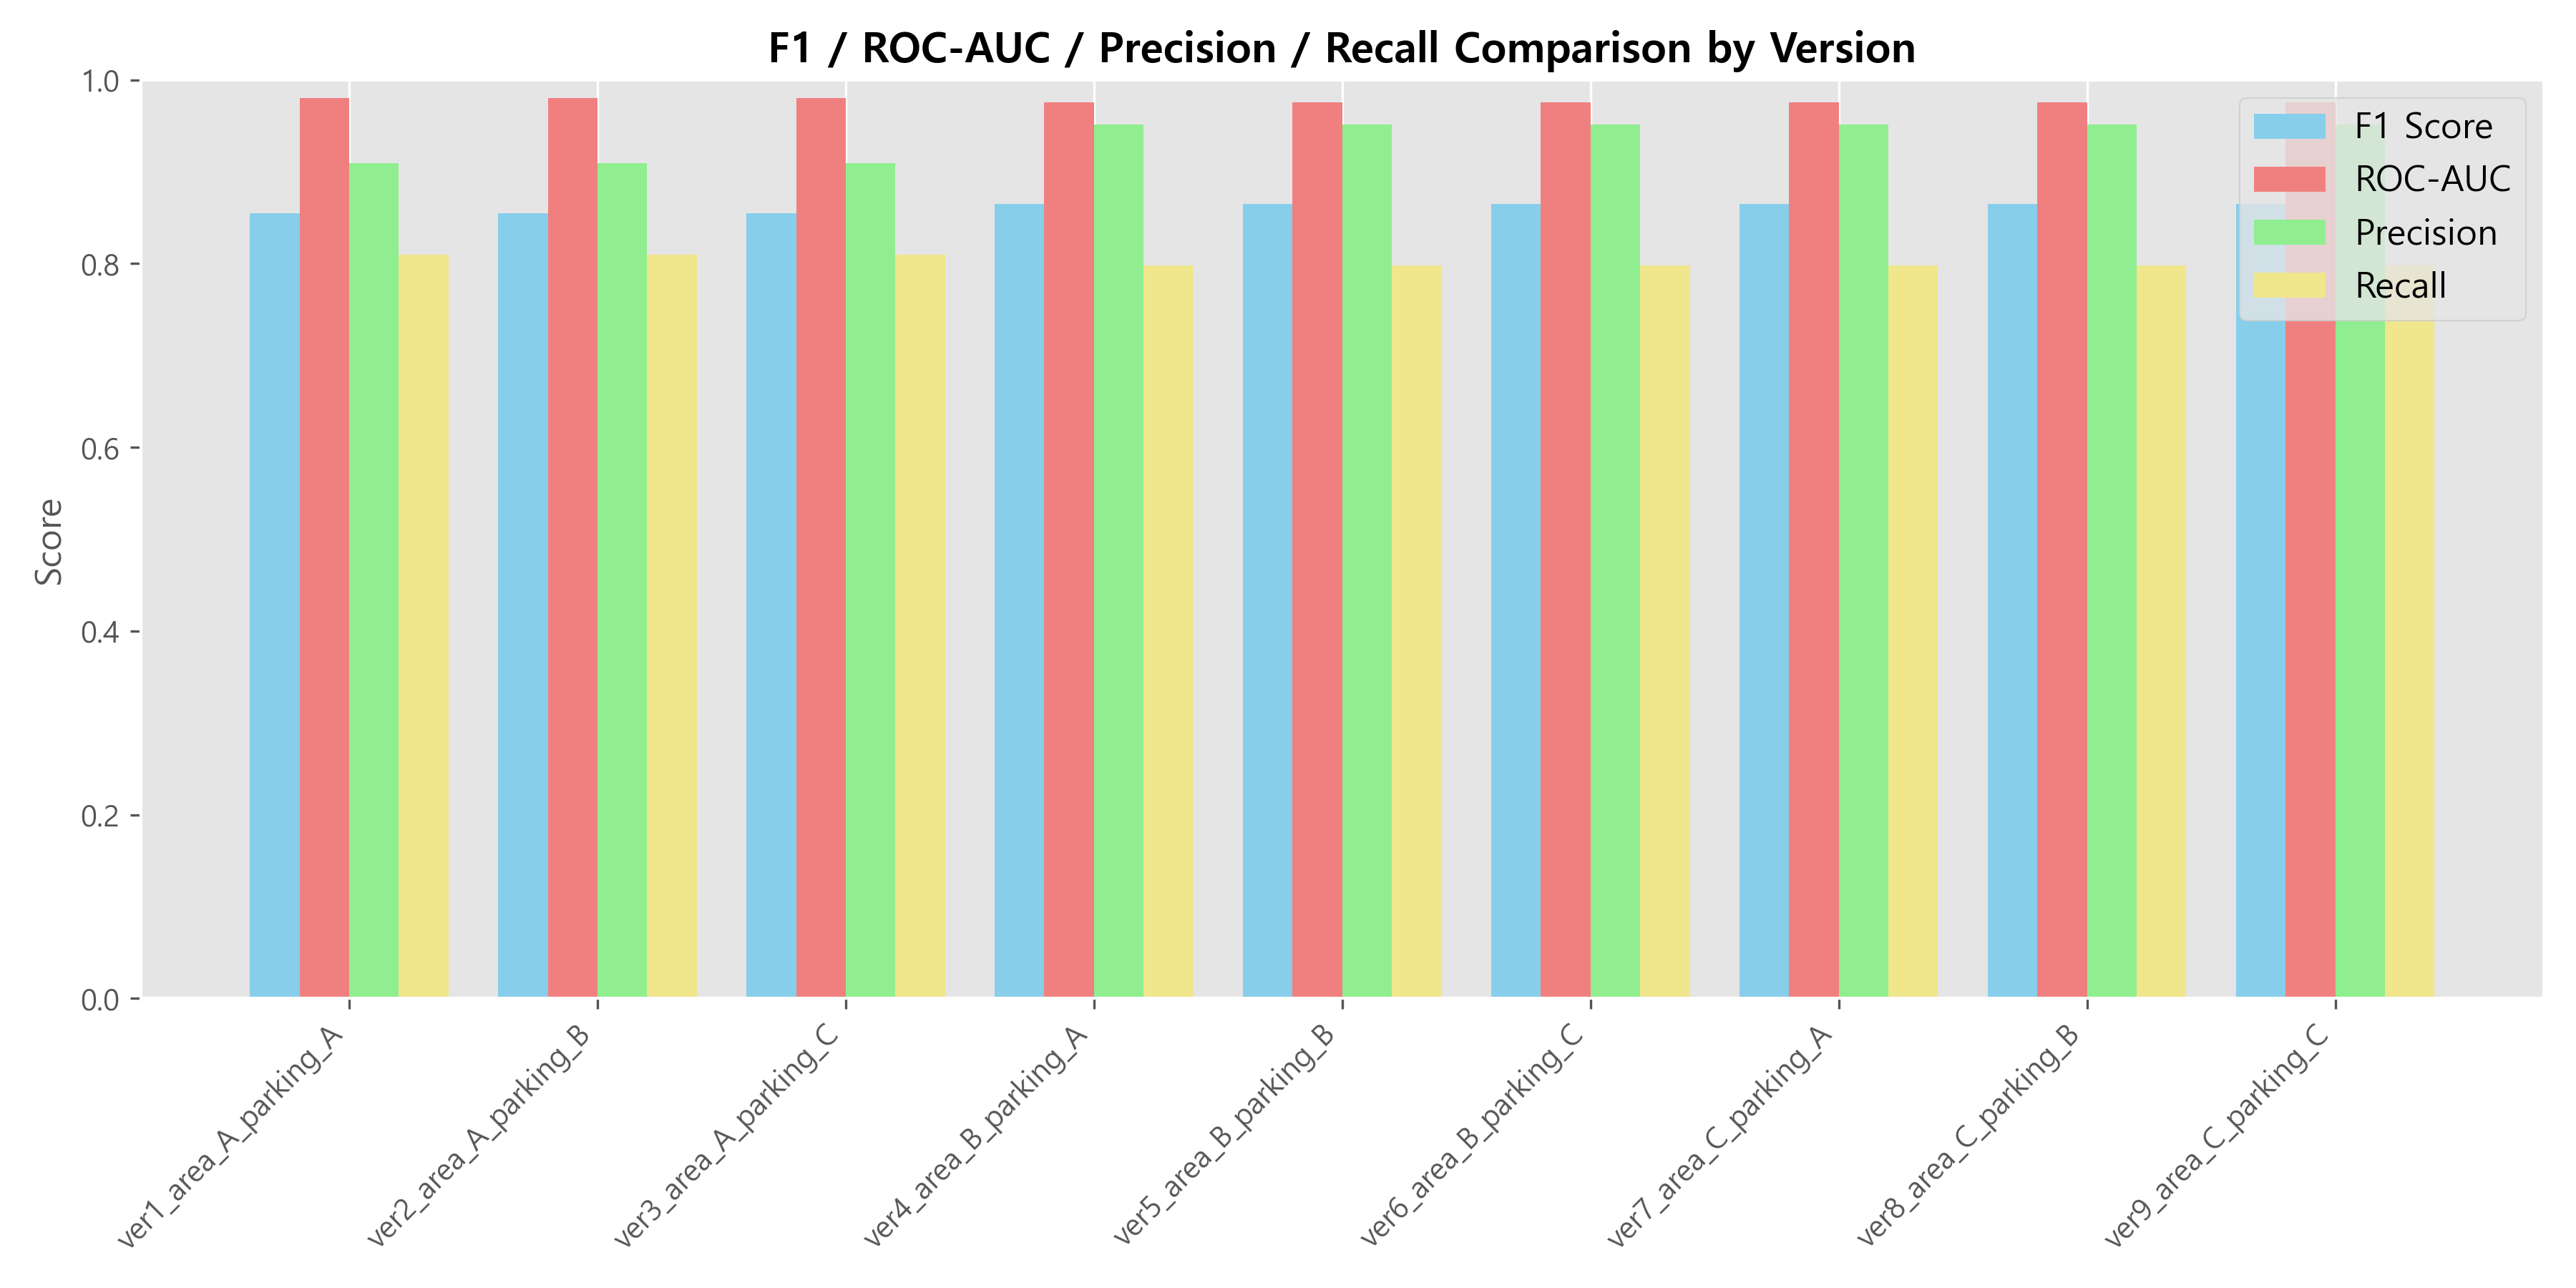 F1 / ROC-AUC / Precision / Recall Comparison by Version
1.0
0.8
0.6
0.4
0.2
0.0
Score
F1 Score
ROC-AUC
Precision
Recall
ver1_area_A_parking_A
ver2_area_A_parking_B
ver3_area_A_parking_C
ver4_area_B_parking_A
ver5_area_B_parking_B
ver6_area_B_parking_C
ver7_area_C_parking_A
ver8_area_C_parking_B
ver9_area_C_parking_C